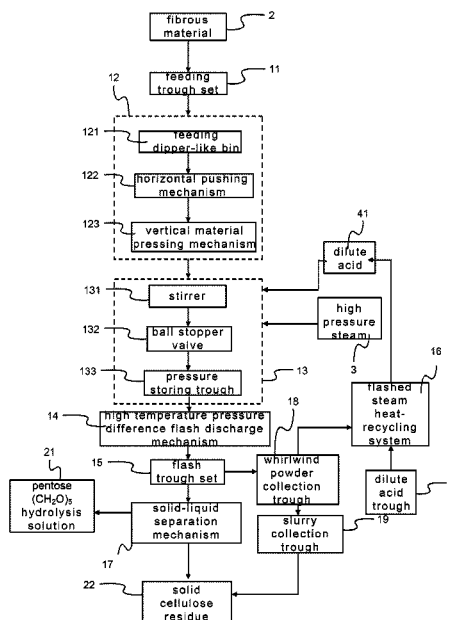 fibrous
material
2
feeding
trough set
11
12
121
feeding
dipper-like bin
122
horizontal pushing
mechanism
123
vertical material
pressing mechanism
41
dilute
acid
131
stirrer
132
ball stopper
valve
133
pressure
storing trough
13
high
pressure
steam
3
16
flashed
steam
heat-
recycling
system
14
high temperature pressure
difference flash discharge
mechanism
18
21
15
flash
trough set
whirlwind
powder
collection
trough
dilute
acid
trough
pentose
(CH₂O)₅
hydrolysis
solution
solid-liquid
separation
mechanism
17
19
slurry
collection
trough
22
solid
cellulose
residue